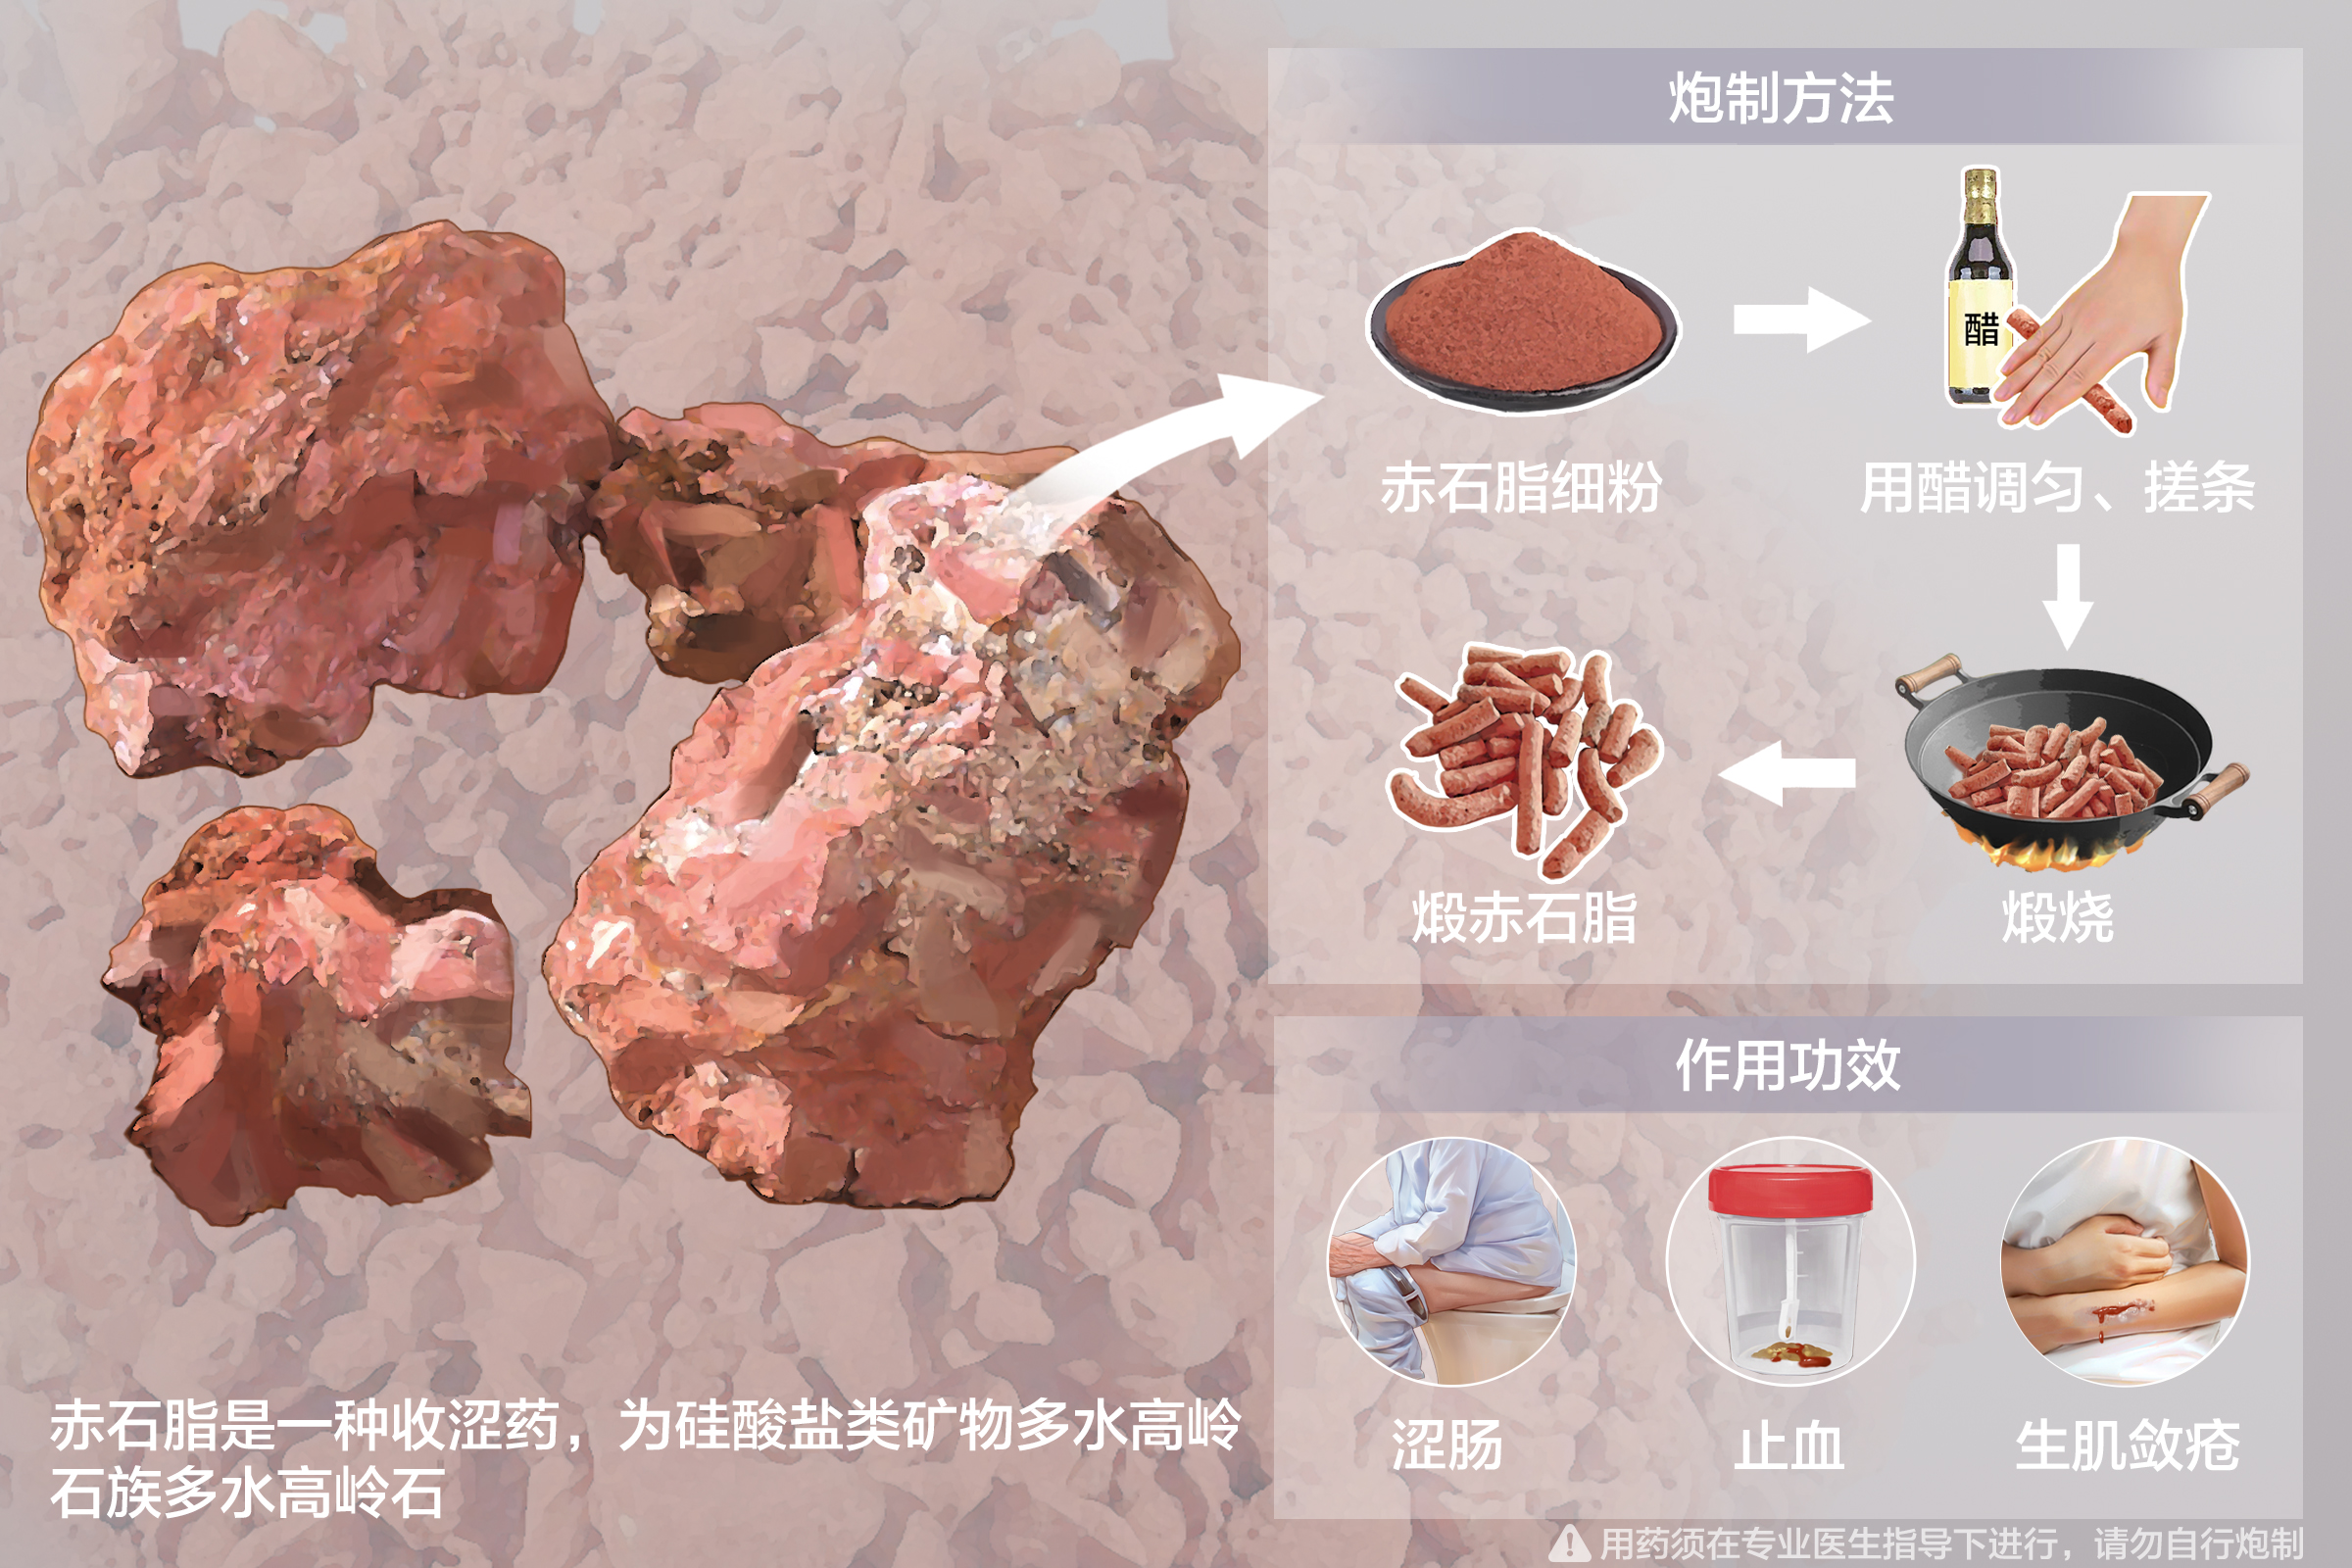 炮制方法
醋
赤石脂细粉
用醋调匀、搓条
煅赤石脂
煅烧
作用功效
涩肠
止血
生肌敛疮
赤石脂是一种收涩药，为硅酸盐类矿物多水高岭
石族多水高岭石
用药须在专业医生指导下进行，请勿自行炮制